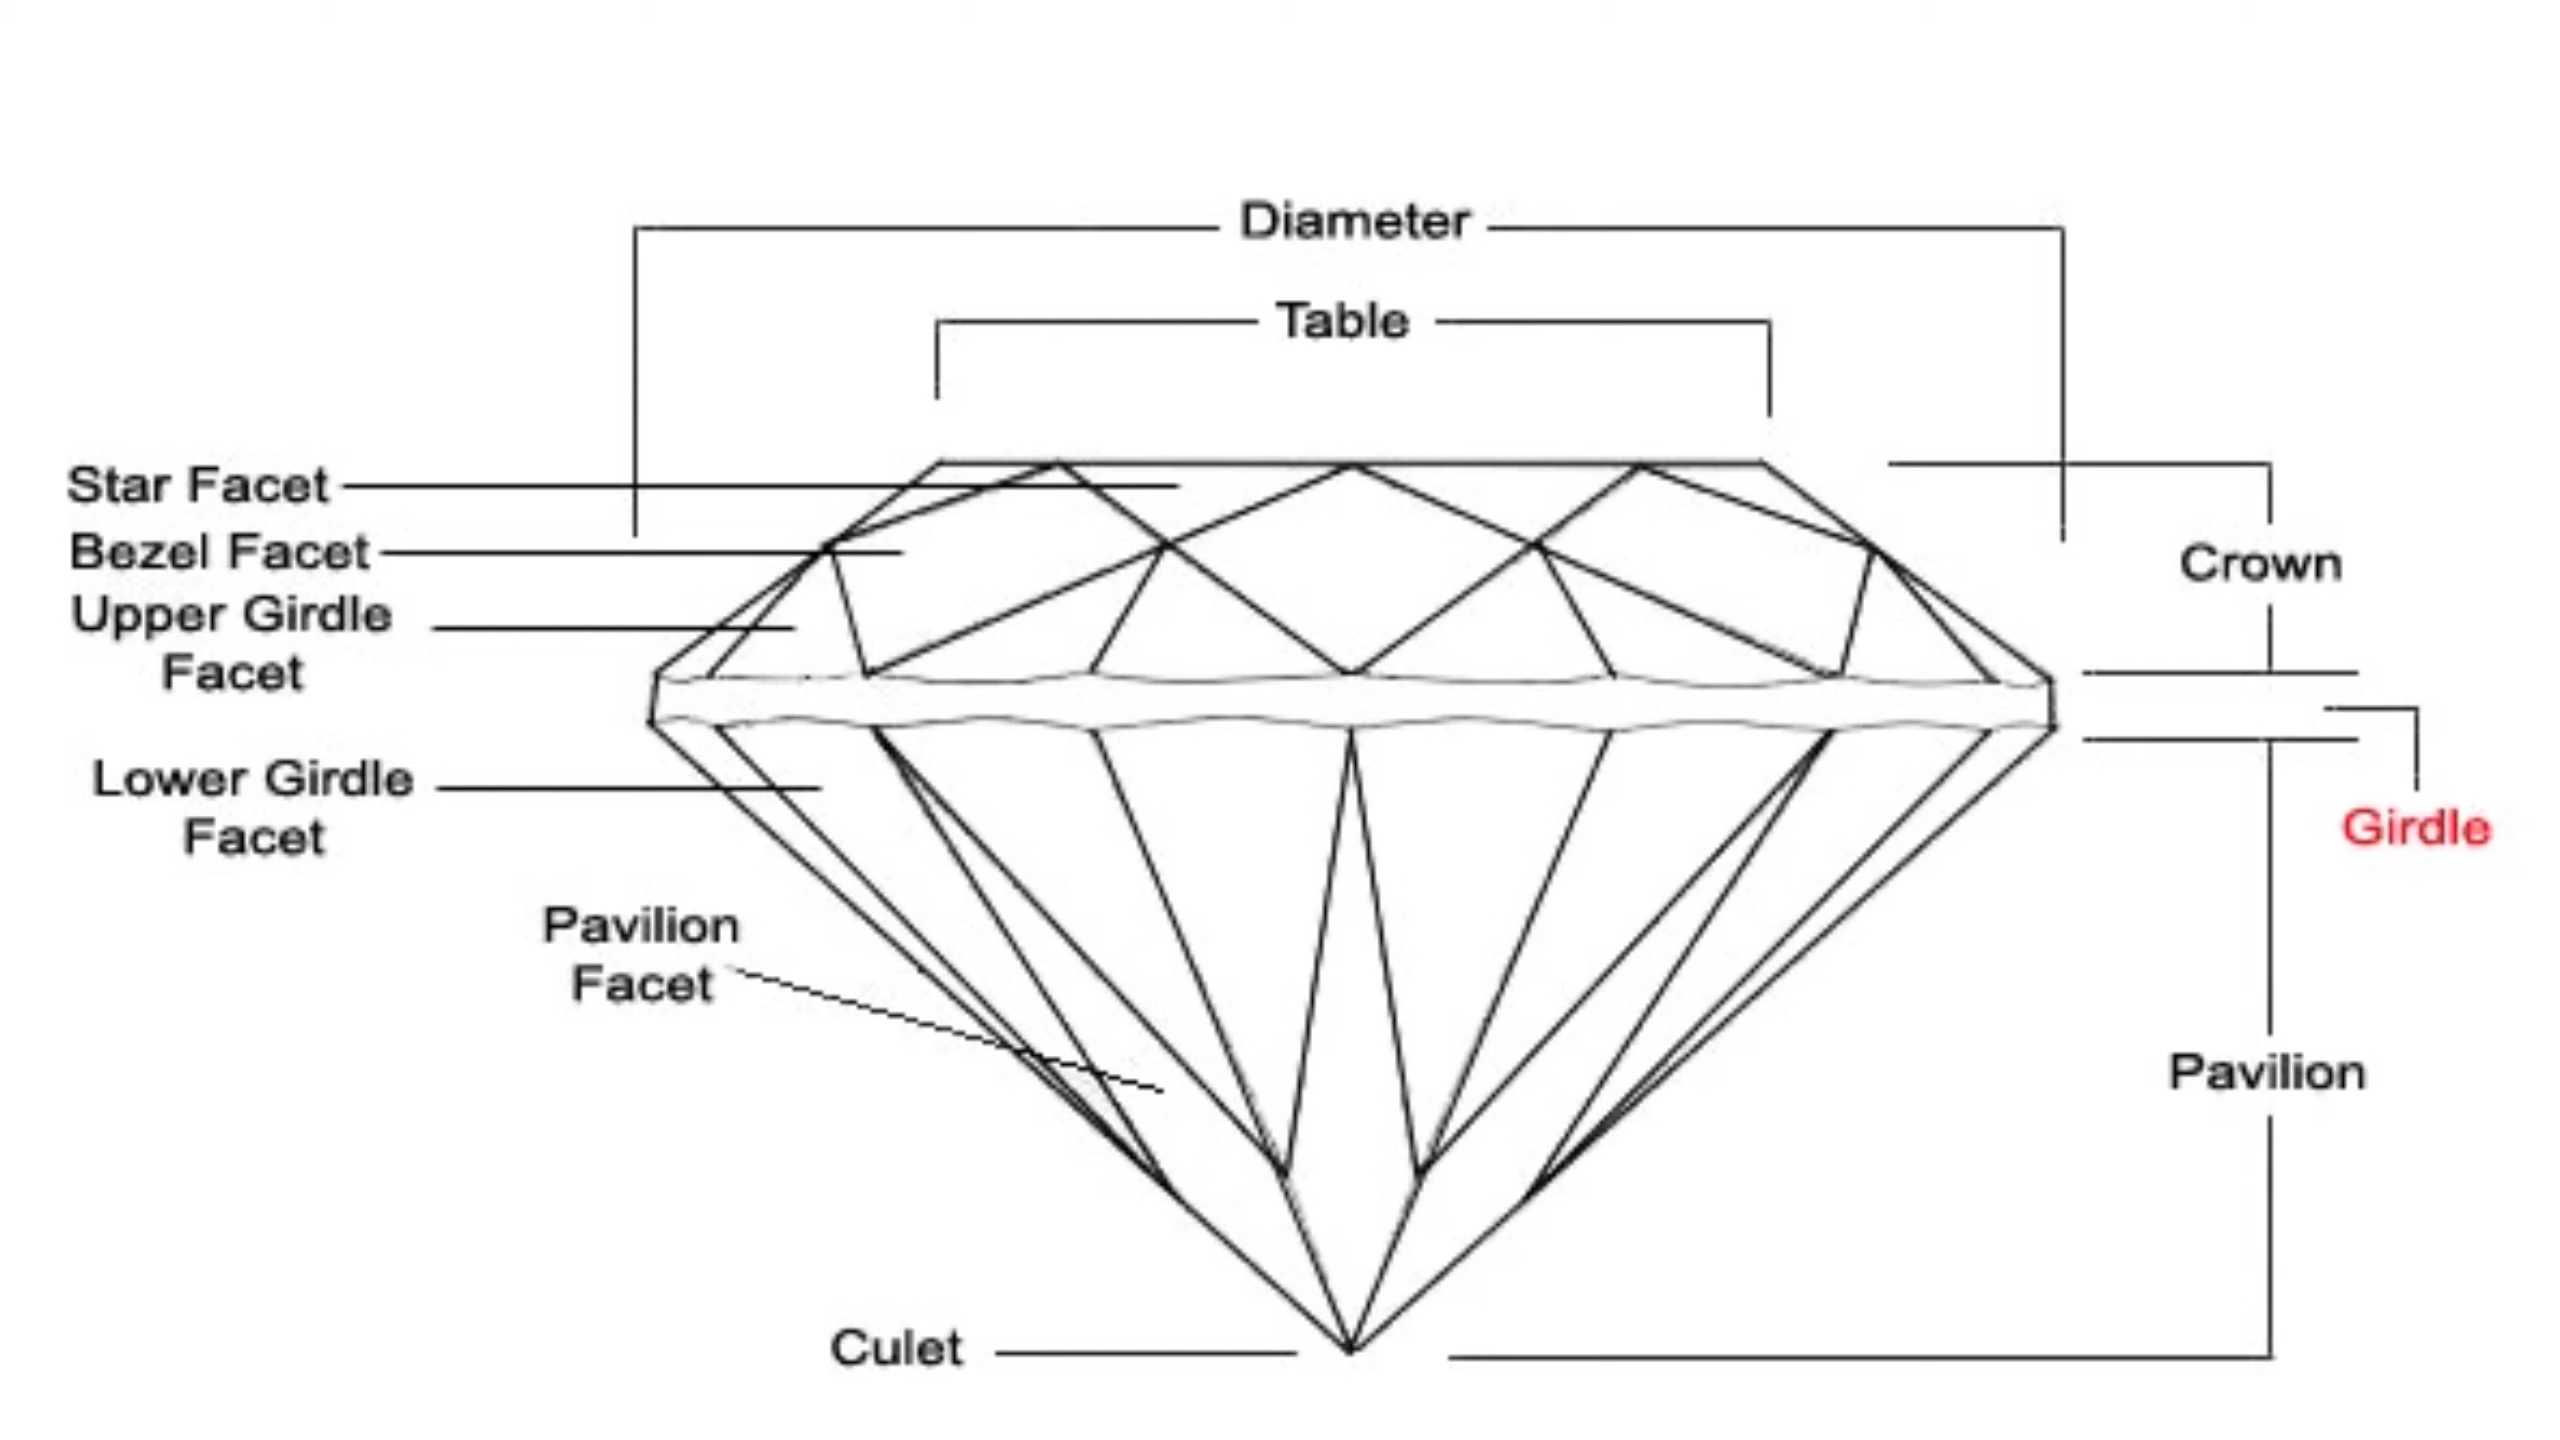 Diameter
Table
Star Facet
Bezel Facet
Upper Girdle
Facet
Crown
Lower Girdle
Facet
Girdle
Pavilion
Facet
Pavilion
Culet